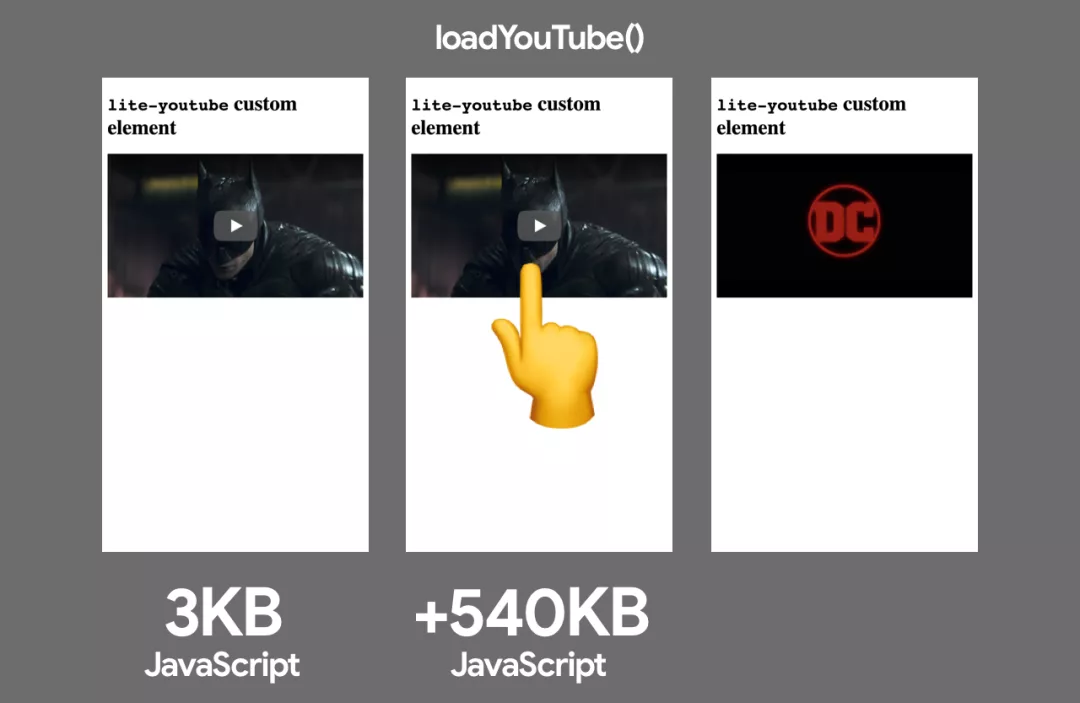 loadYouTube()
lite-youtube custom
element
lite-youtube custom
element
lite-youtube custom
element
DC
3KB
JavaScript
+540KB
JavaScript